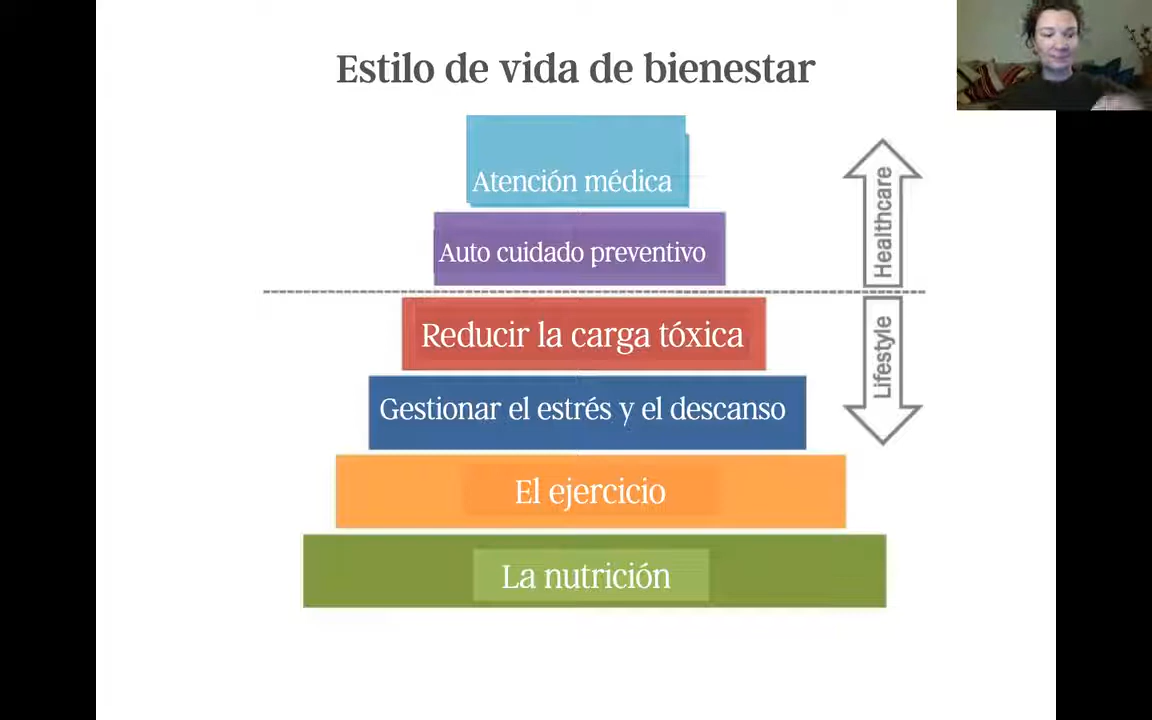 Estilo de vida de bienestar
Atención médica
Auto cuidado preventivo
Healthcare
Reducir la carga tóxica
Lifestyle
Gestionar el estrés y el descanso
El ejercicio
La nutrición